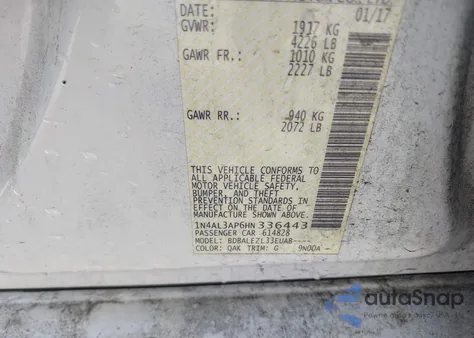 DATE: 01/17
GVWR: 1917 KG
4226 LB
GAWR FR.: 1010 KG
2227 LB
GAWR RR.: 940 KG
2072 LB
THIS VEHICLE CONFORMS TO
ALL APPLICABLE FEDERAL
MOTOR VEHICLE SAFETY,
BUMPER, AND THEFT
PREVENTION STANDARDS IN
EFFECT ON THE DATE OF
MANUFACTURE SHOWN ABOVE
1N4AL3AP6HN336443
PASSENGER CAR 614828
MODEL: BDBALEZL33EUAB----
COLOR: QAK TRIM: G 9N00A -
autoSnap